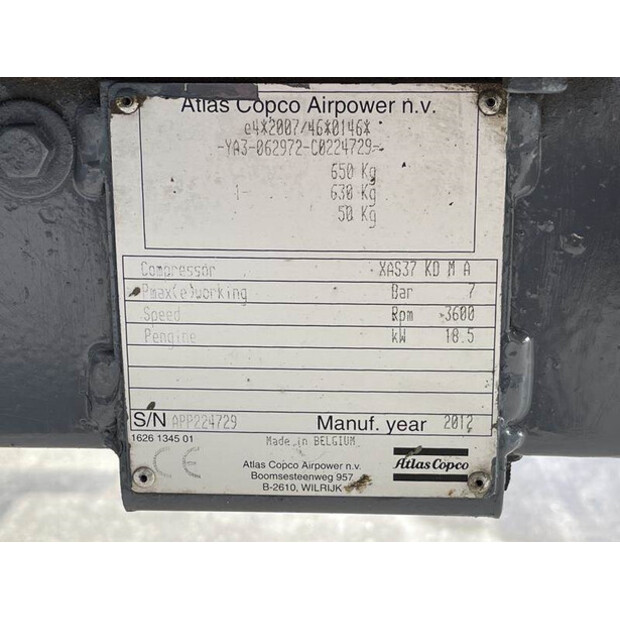 Atlas Copco Airpower n.v.
e4*2007/46*0146*
-YA3-062972-C0224729-
650 Kg
1- 630 Kg
50 Kg
Compressor XAS37 KD M A
Pmax(e)working Bar 7
Speed Rpm 3600
Pengine kW 18.5
S/N APP224729 Manuf. year 2012
1626 1345 01 Made in BELGIUM
CE
Atlas Copco Airpower n.v.
Boomsesteenweg 957
B-2610, WILRIJK
Atlas Copco